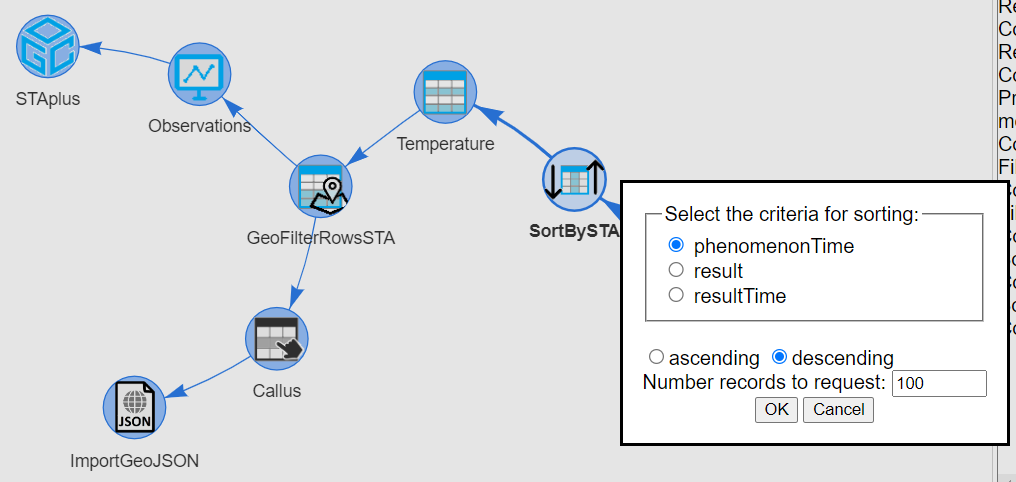 OGC
STAplus
Observations
Temperature
GeoFilterRowsSTA
SortBySTA
Callus
JSON
ImportGeoJSON
Select the criteria for sorting:
phenomenonTime
result
resultTime
ascending descending
Number records to request: 100
OK Cancel
Re
Co
Re
Co
Pr
me
Co
Fi